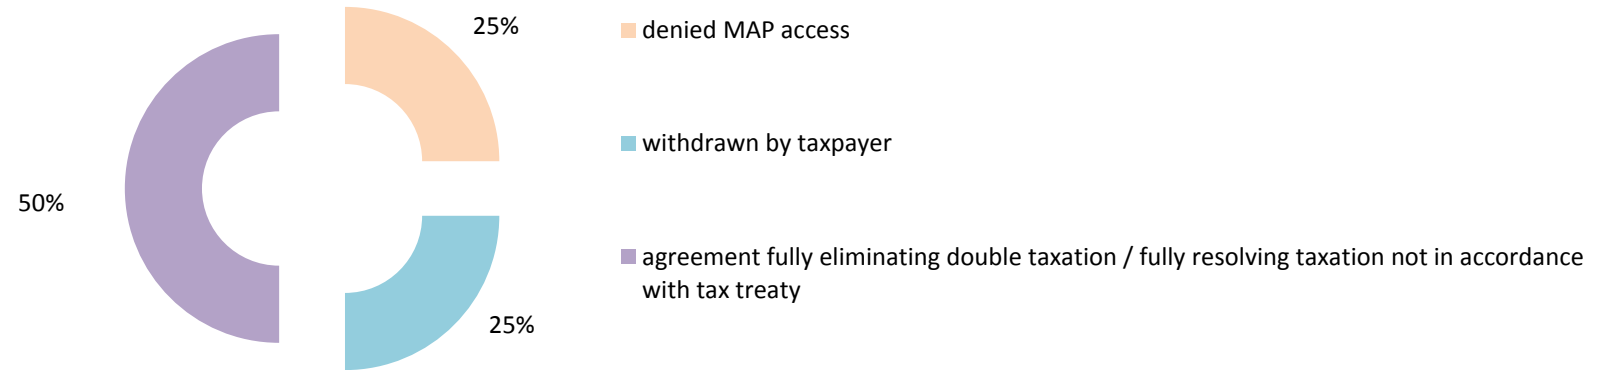 25%
denied MAP access
withdrawn by taxpayer
50%
agreement fully eliminating double taxation / fully resolving taxation not in accordance
with tax treaty
25%